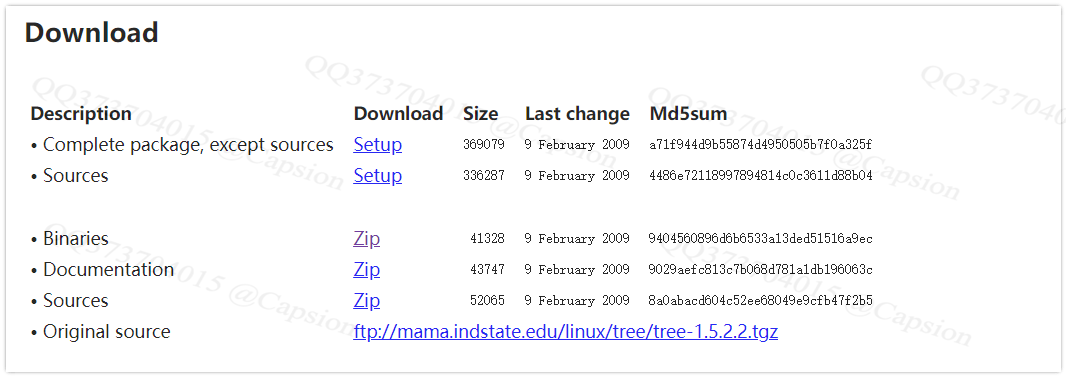 Download
Description Download Size Last change Md5sum
• Complete package, except sources Setup 369079 9 February 2009 a71f944d9b55874d4950505b7f0a325f
• Sources Setup 336287 9 February 2009 4486e72118997894814c0c3611d88b04
• Binaries Zip 41328 9 February 2009 9404560896d6b6533a13ded51516a9ec
• Documentation Zip 43747 9 February 2009 9029aefc813c7b068d781a1db196063c
• Sources Zip 52065 9 February 2009 8a0abacd604c52ee68049e9cfb47f2b5
• Original source ftp://mama.indstate.edu/linux/tree/tree-1.5.2.2.tgz
QQ373704015 @Capsion
QQ373704015 @Capsion
QQ373704015 @Capsion
QQ37370401
QQ373704015 @Capsion
QQ373704015 @Capsion